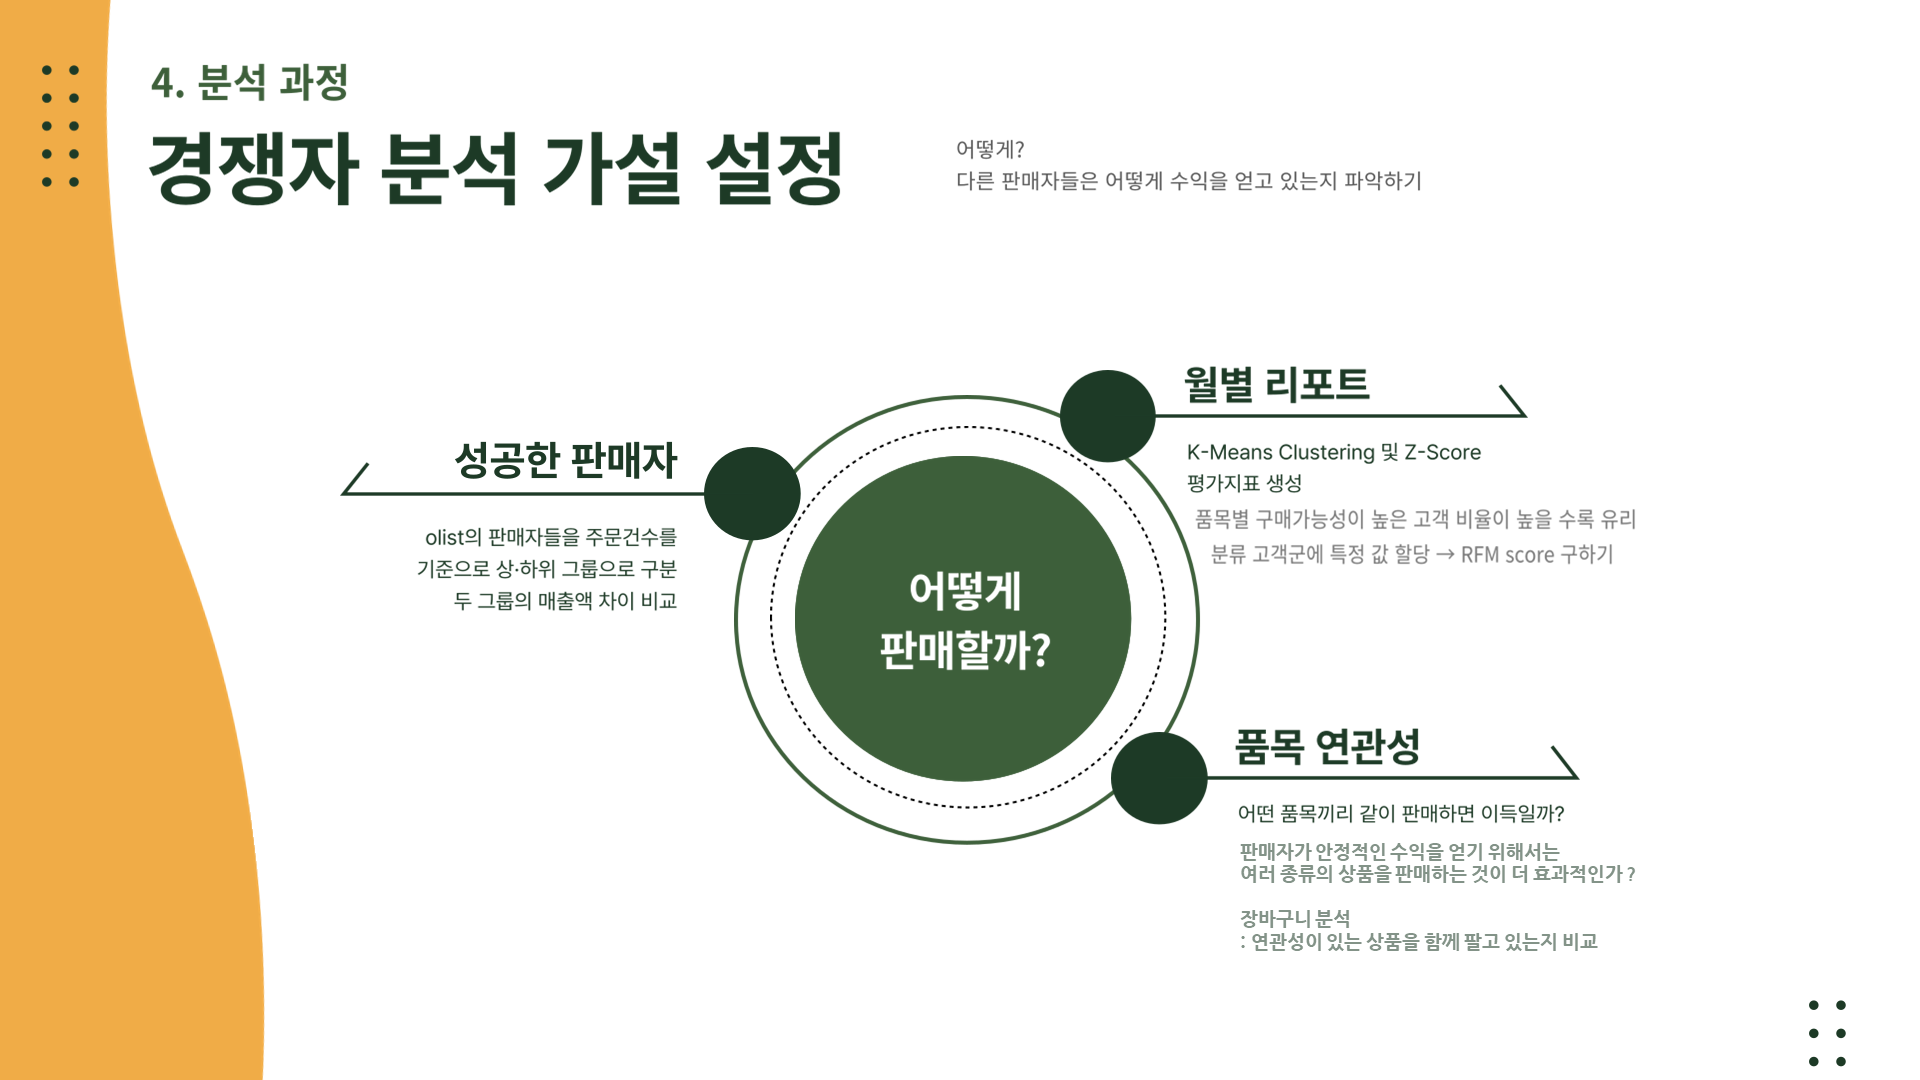 4. 분석 과정
경쟁자 분석 가설 설정
어떻게?
다른 판매자들은 어떻게 수익을 얻고 있는지 파악하기
성공한 판매자
olist의 판매자들을 주문건수를
기준으로 상·하위 그룹으로 구분
두 그룹의 매출액 차이 비교
어떻게
판매할까?
월별 리포트
K-Means Clustering 및 Z-Score
평가지표 생성
품목별 구매가능성이 높은 고객 비율이 높을 수록 유리
분류 고객군에 특정 값 할당 → RFM score 구하기
품목 연관성
어떤 품목끼리 같이 판매하면 이득일까?
판매자가 안정적인 수익을 얻기 위해서는
여러 종류의 상품을 판매하는 것이 더 효과적인가 ?
장바구니 분석
: 연관성이 있는 상품을 함께 팔고 있는지 비교